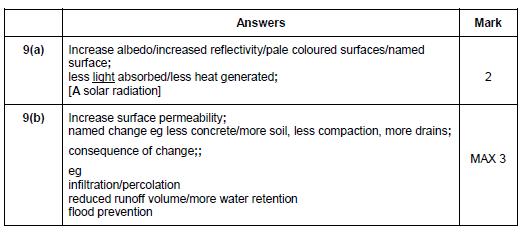 Answers Mark
9(a) Increase albedo/increased reflectivity/pale coloured surfaces/named
surface;
less light absorbed/less heat generated;
[A solar radiation]
2
9(b) Increase surface permeability;
named change eg less concrete/more soil, less compaction, more drains;
consequence of change;;
eg
infiltration/percolation
reduced runoff volume/more water retention
flood prevention
MAX 3